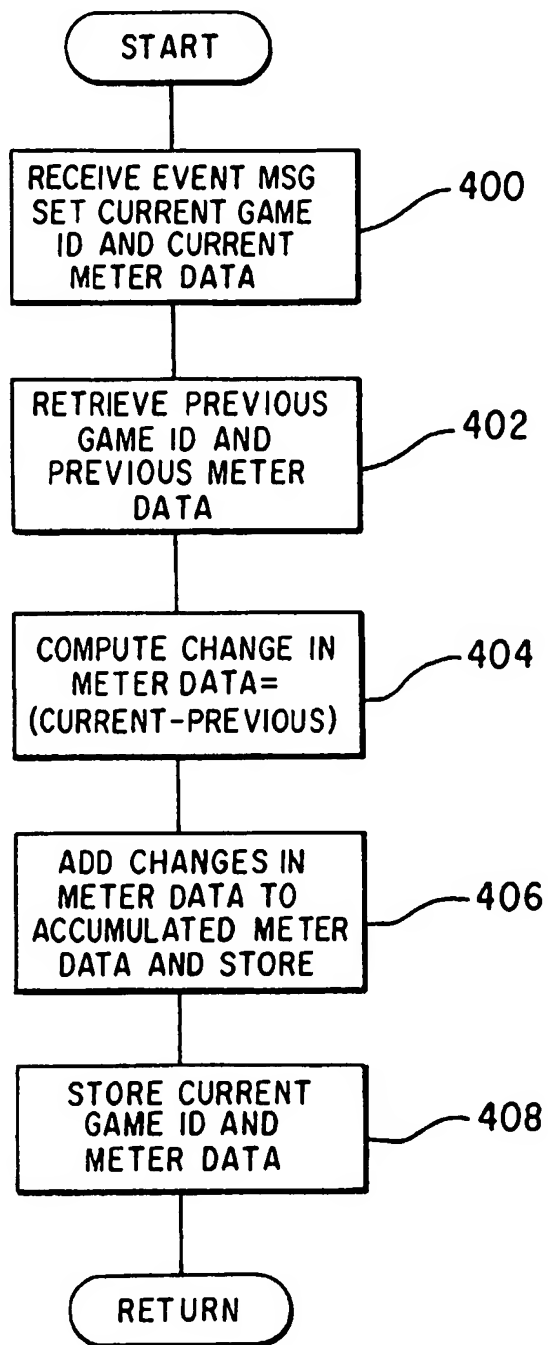 START
RECEIVE EVENT MSG
SET CURRENT GAME
ID AND CURRENT
METER DATA
400
RETRIEVE PREVIOUS
GAME ID AND
PREVIOUS METER
DATA
402
COMPUTE CHANGE IN
METER DATA=
(CURRENT-PREVIOUS)
404
ADD CHANGES IN
METER DATA TO
ACCUMULATED METER
DATA AND STORE
406
STORE CURRENT
GAME ID AND
METER DATA
408
RETURN